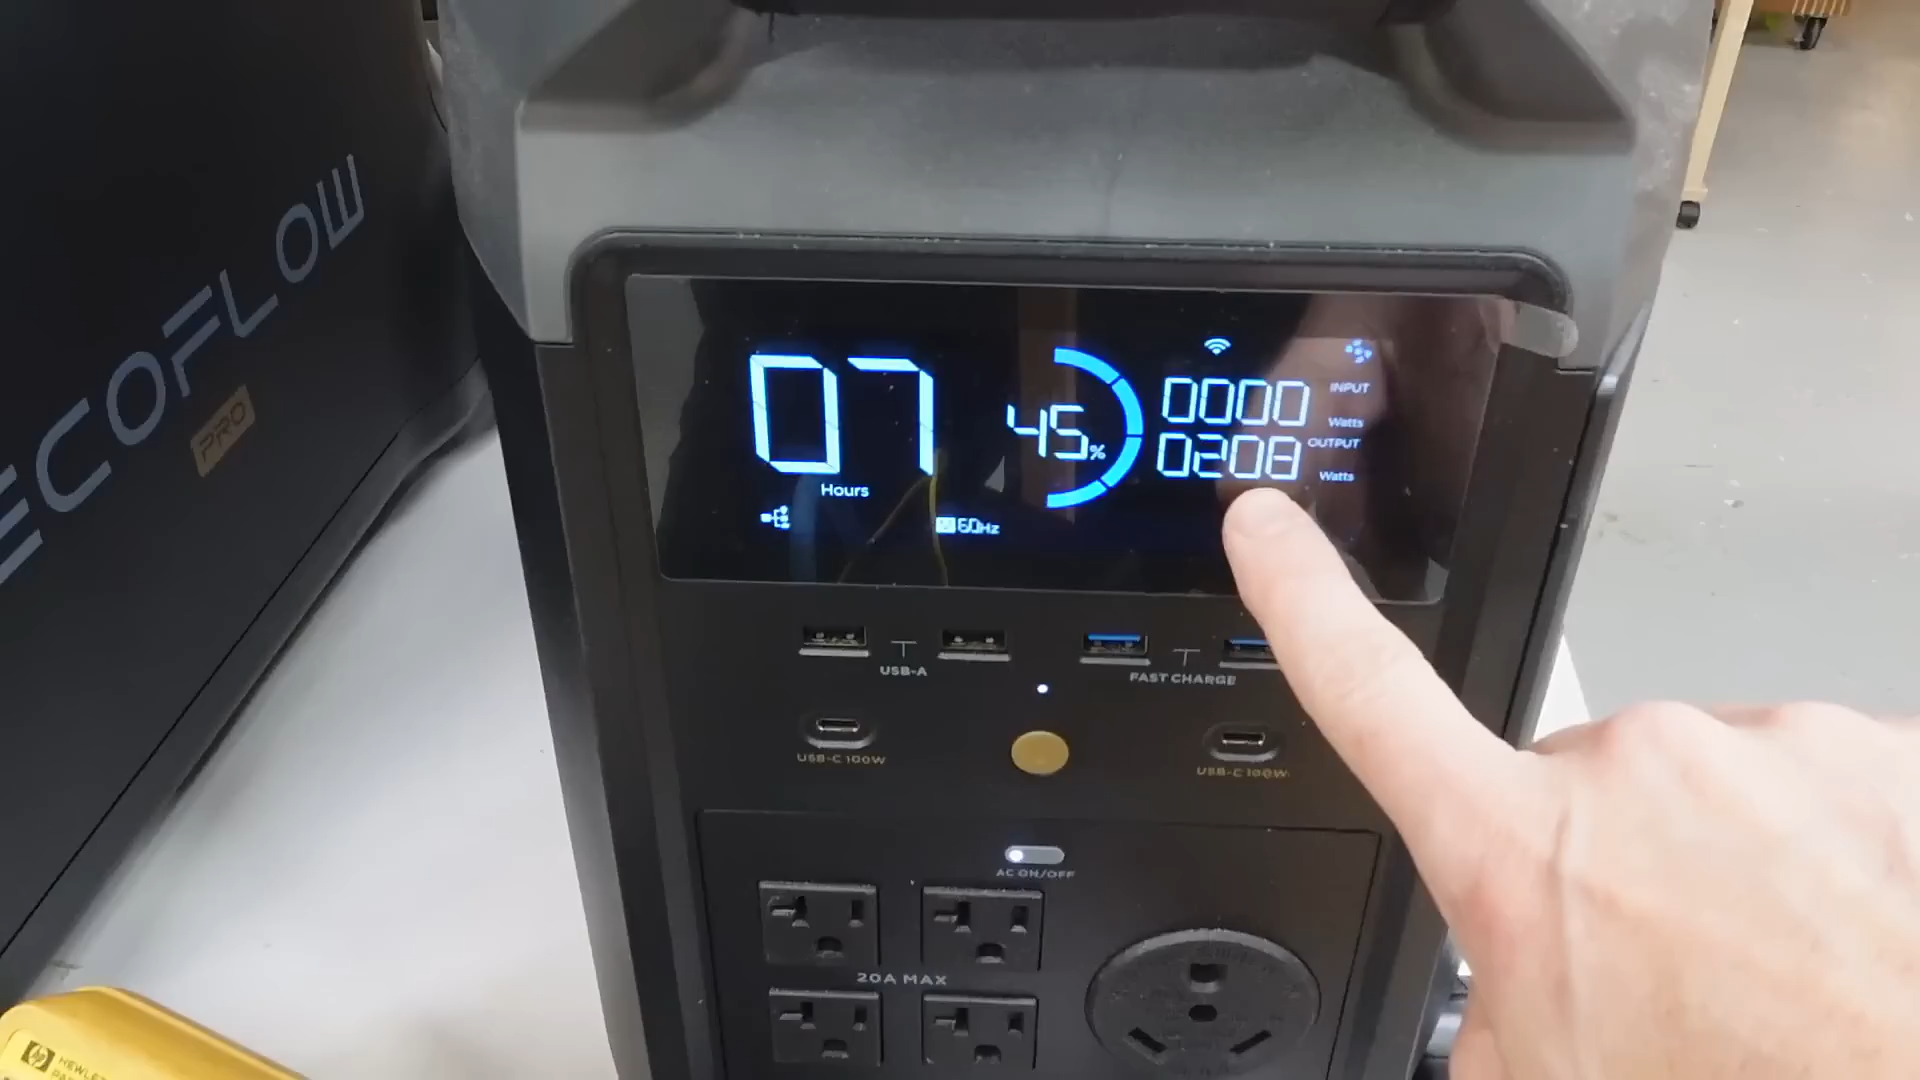 ECOFLOW
PRO
07
Hours
45%
0000
INPUT
Watts
0208
OUTPUT
Watts
60Hz
USB-A
FAST CHARGE
USB-C 100W
USB-C 100W
AC ON/OFF
20A MAX
hp